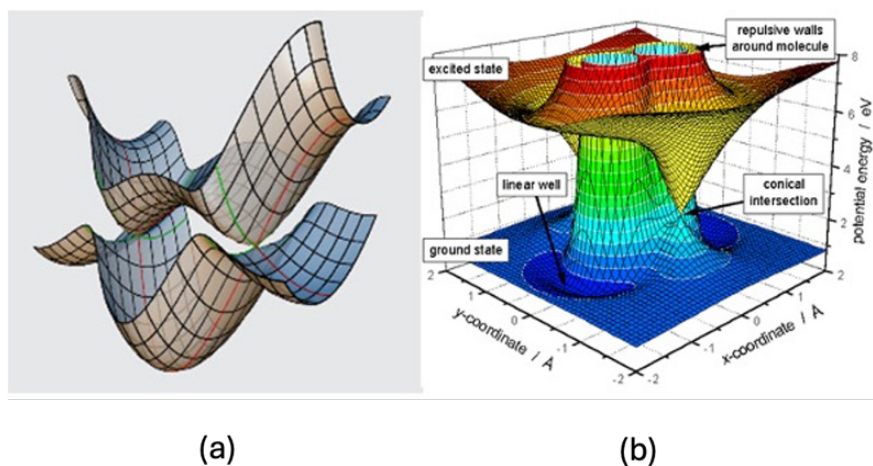 repulsive walls
around molecule
excited state
8
6
4
2
potential energy / eV
linear well
conical
intersection
ground state
2
1
0
-1
-2
y-coordinate / Å
2
1
0
-1
-2
x-coordinate / Å
(a)
(b)